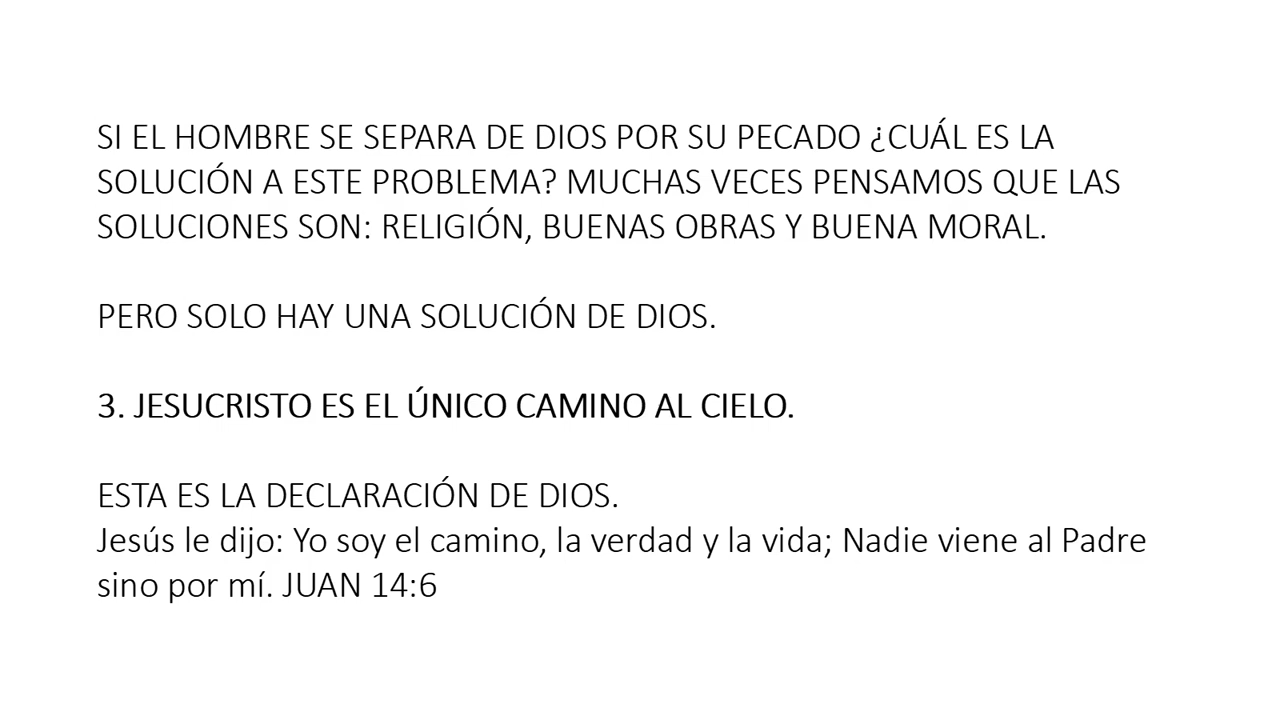 SI EL HOMBRE SE SEPARA DE DIOS POR SU PECADO ¿CUÁL ES LA
SOLUCIÓN A ESTE PROBLEMA? MUCHAS VECES PENSAMOS QUE LAS
SOLUCIONES SON: RELIGIÓN, BUENAS OBRAS Y BUENA MORAL.
PERO SOLO HAY UNA SOLUCIÓN DE DIOS.
3. JESUCRISTO ES EL ÚNICO CAMINO AL CIELO.
ESTA ES LA DECLARACIÓN DE DIOS.
Jesús le dijo: Yo soy el camino, la verdad y la vida; Nadie viene al Padre
sino por mí. JUAN 14:6